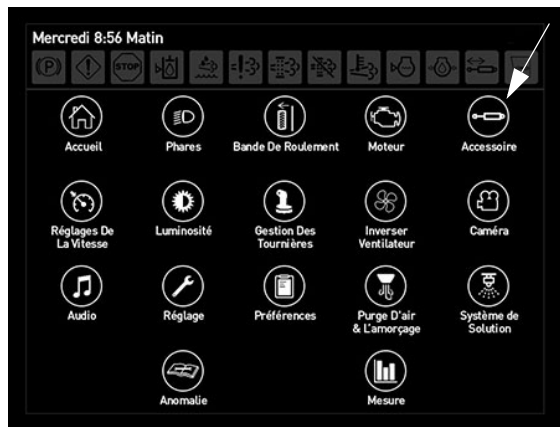 Mercredi 8:56 Matin
(P) STOP
Accueil Phares Bande De Roulement Moteur Accessoire
Réglages De
La Vitesse
Luminosité
Gestion Des
Tournières
Inverser
Ventilateur
Caméra
Audio Réglage Préférences
Purge D'air
& L'amorçage
Système de
Solution
Anomalie Mesure